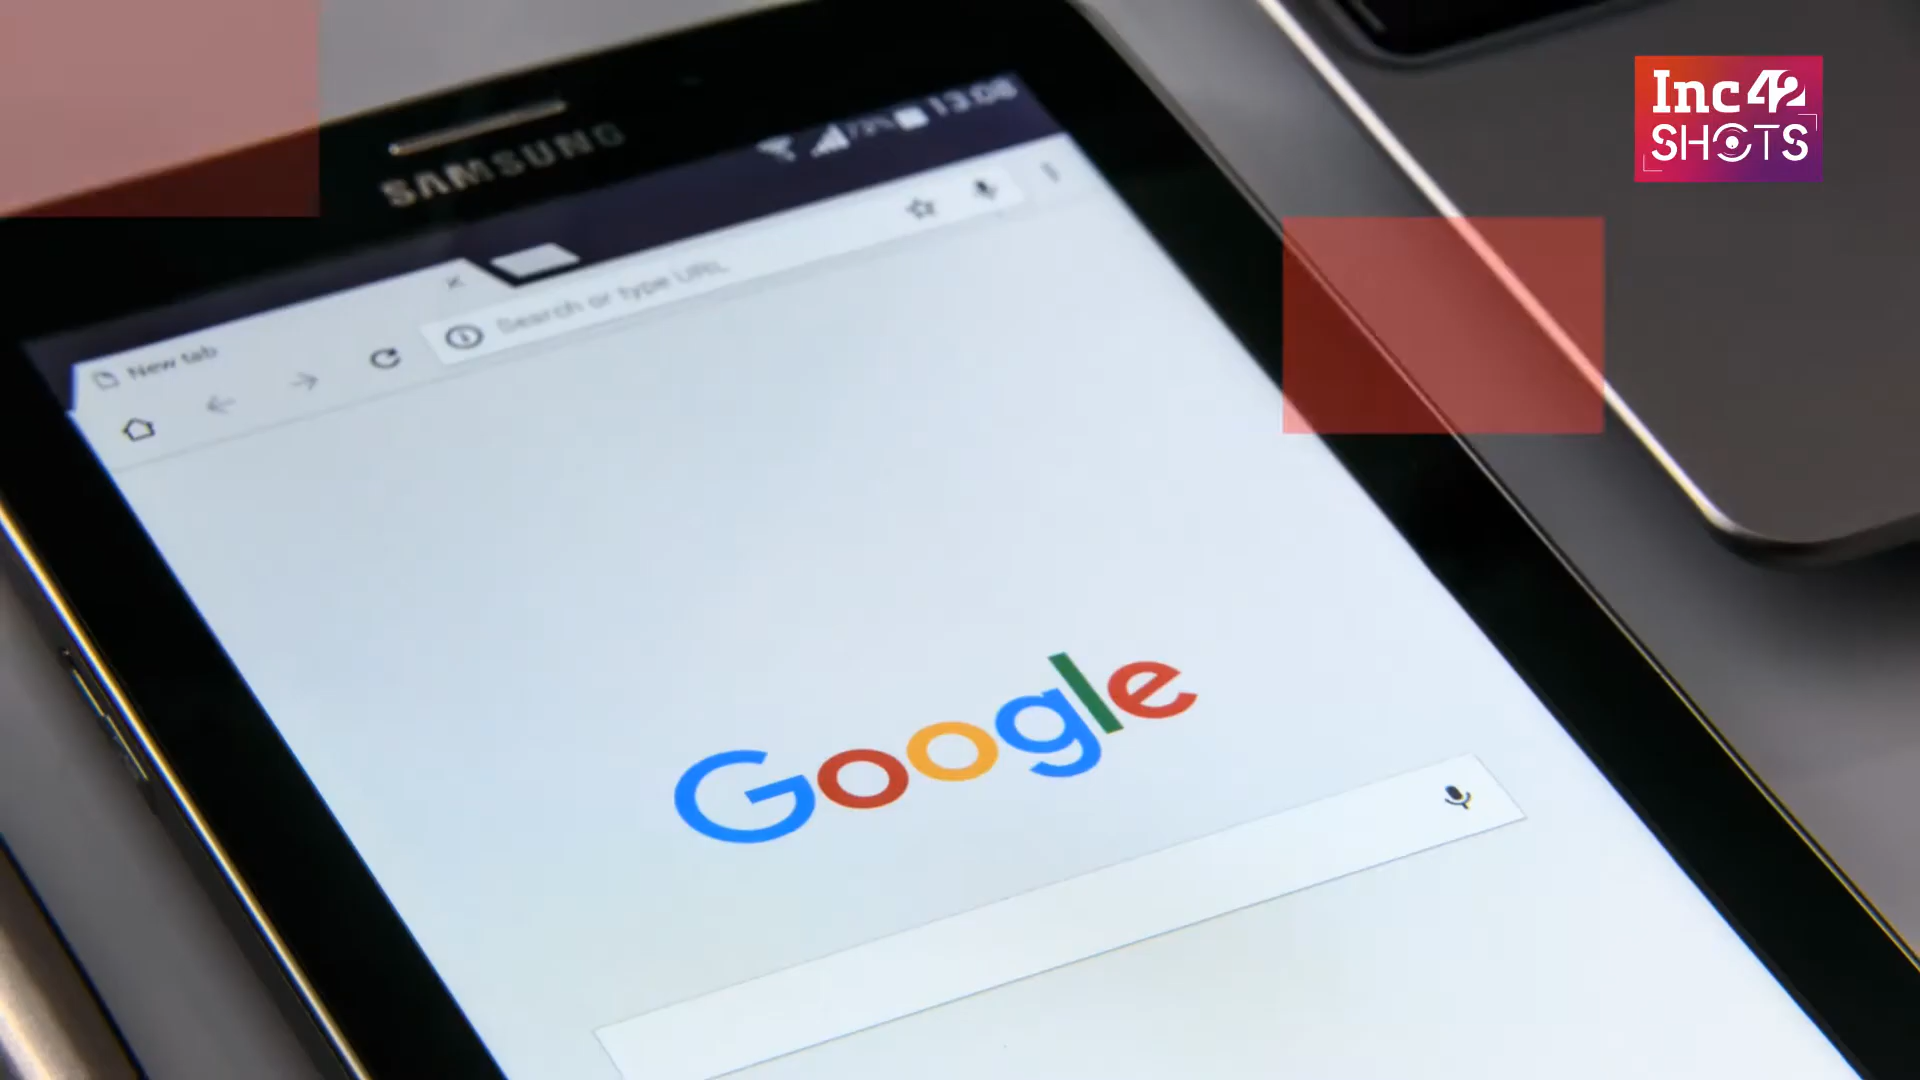 Inc42
SHOTS
SAMSUNG
13:08
New tab
Search or type URL
Google